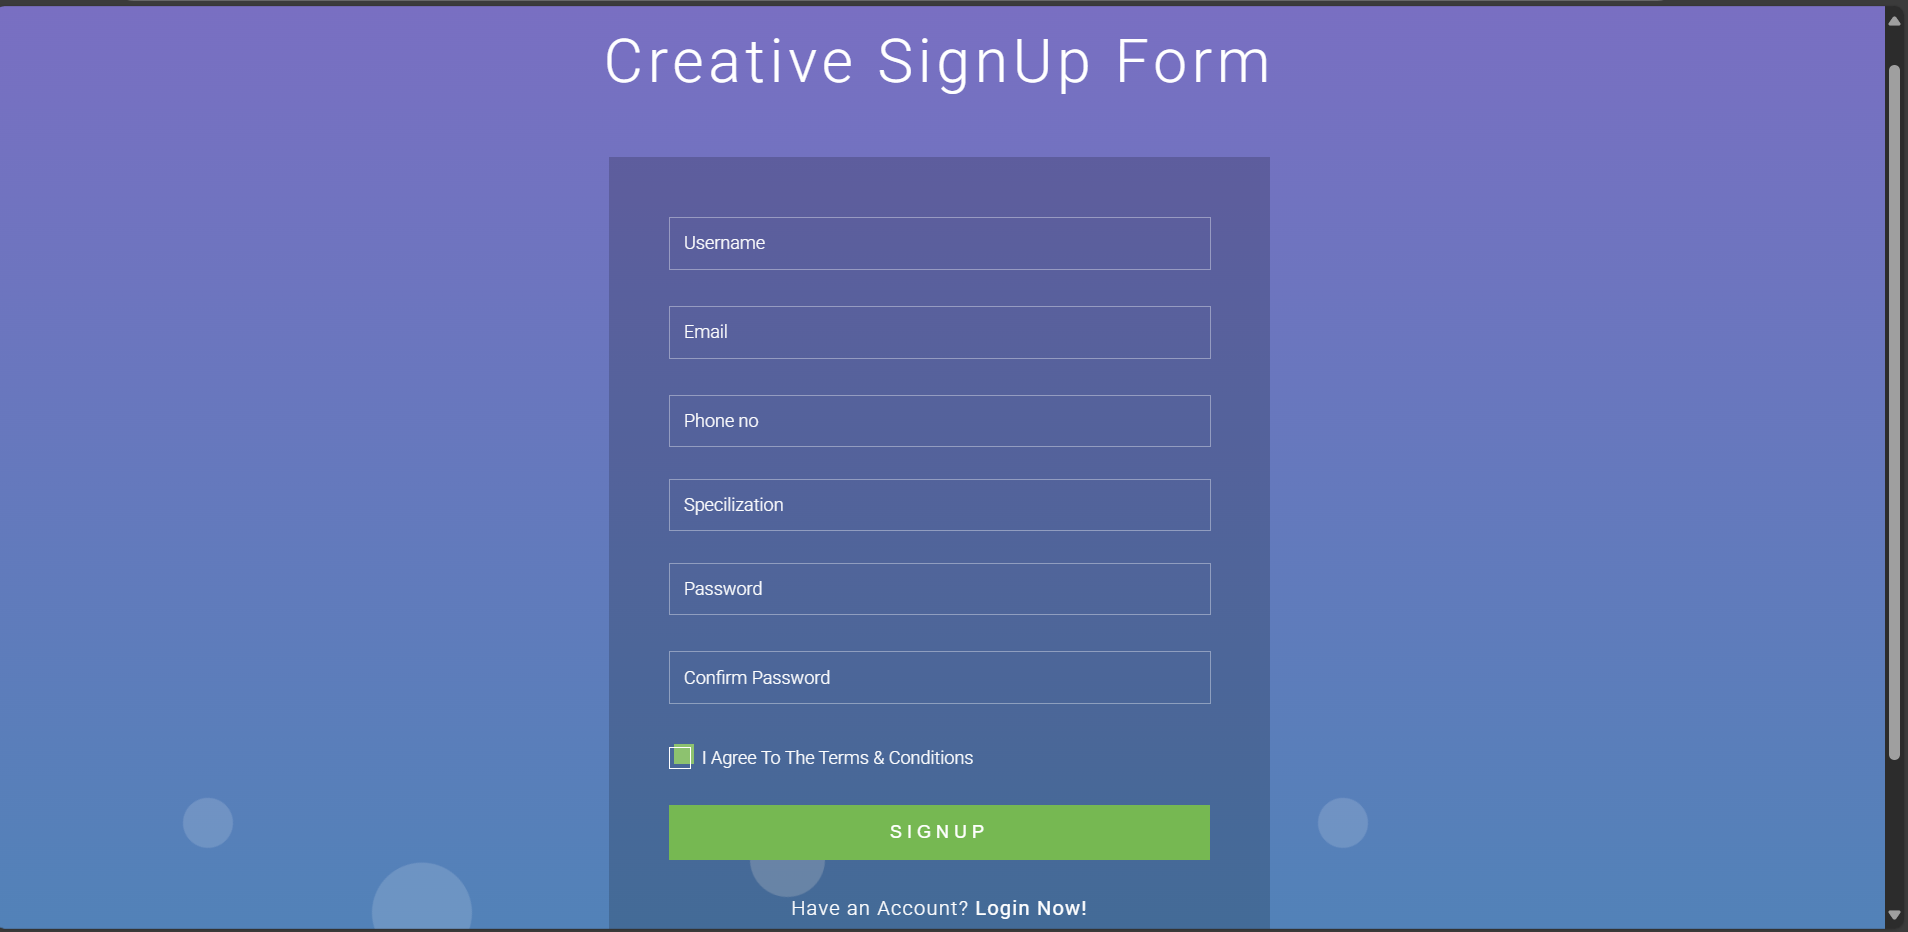 Creative SignUp Form
Username
Email
Phone no
Specilization
Password
Confirm Password
I Agree To The Terms & Conditions
SIGNUP
Have an Account? Login Now!